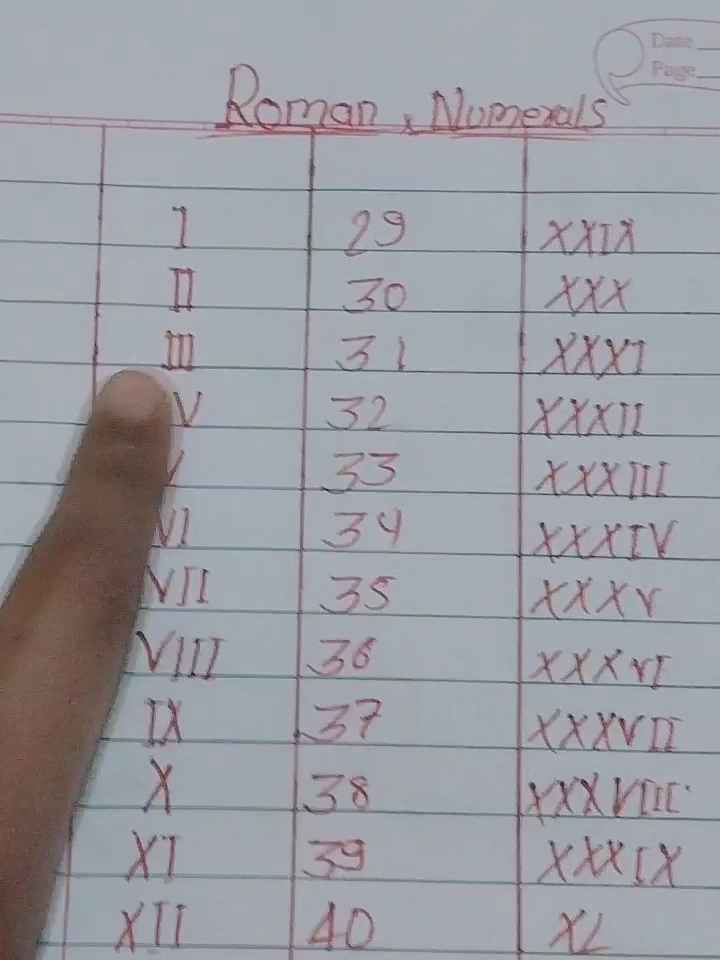 Date
Page
Roman Numerals
I 29 XXIX
II 30 XXX
III 31 XXXI
V 32 XXXII
V 33 XXXIII
VI 34 XXXIV
VII 35 XXXV
VIII 36 XXXVI
IX 37 XXXVII
X 38 XXXVIII
XI 39 XXXIX
XII 40 XL